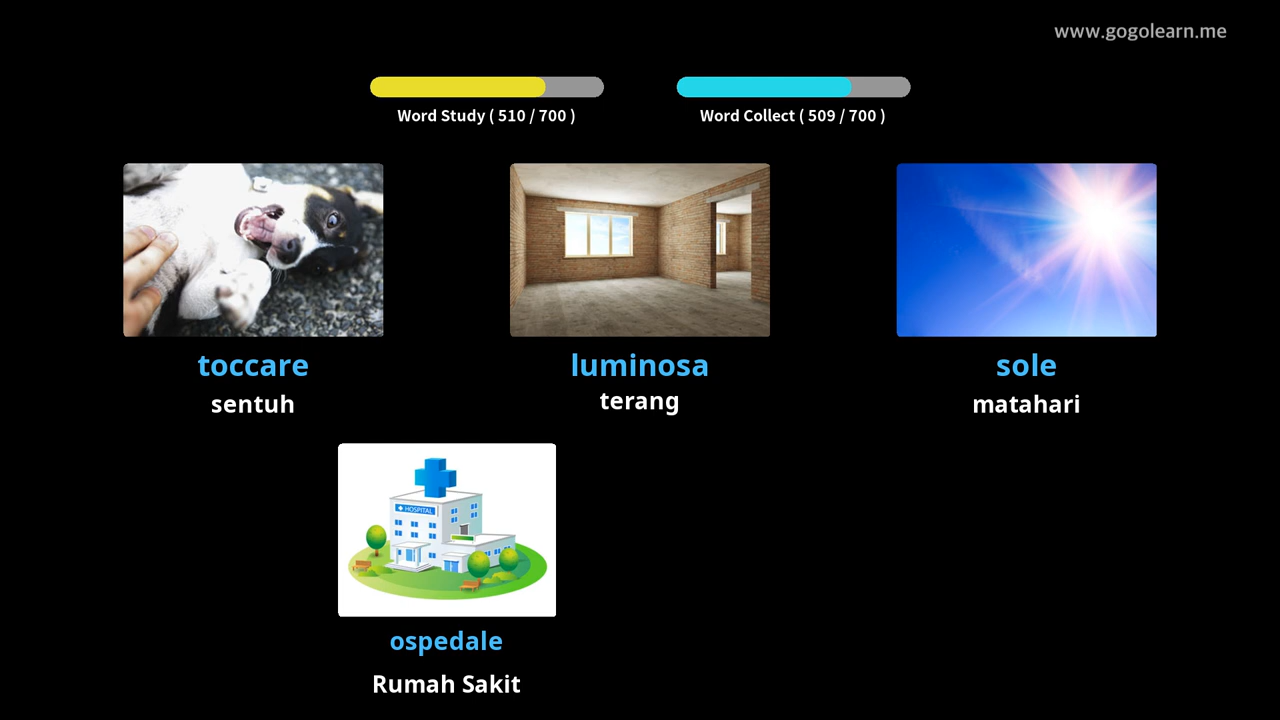 www.gogolearn.me
Word Study ( 510 / 700 )
Word Collect ( 509 / 700 )
toccare
luminosa
sole
sentuh
terang
matahari
HOSPITAL
ospedale
Rumah Sakit